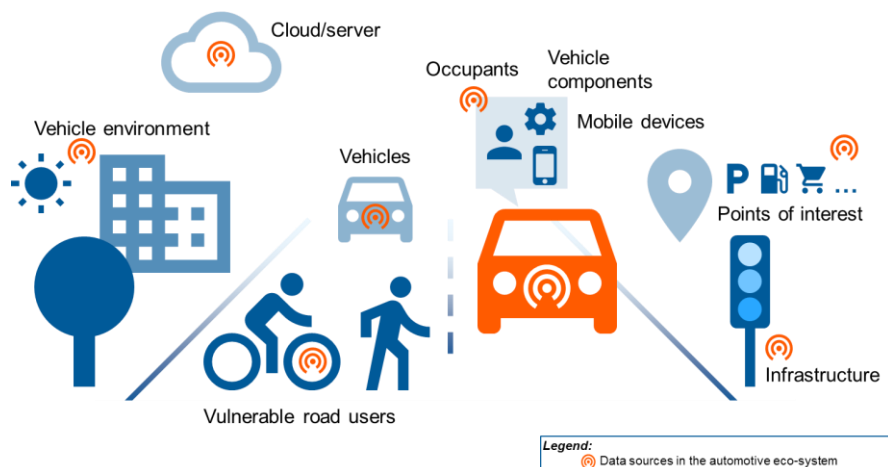 Cloud/server
Occupants
Vehicle
components
Mobile devices
Vehicle environment
Vehicles
P
...
Points of interest
Vulnerable road users
Infrastructure
Legend:
Data sources in the automotive eco-system